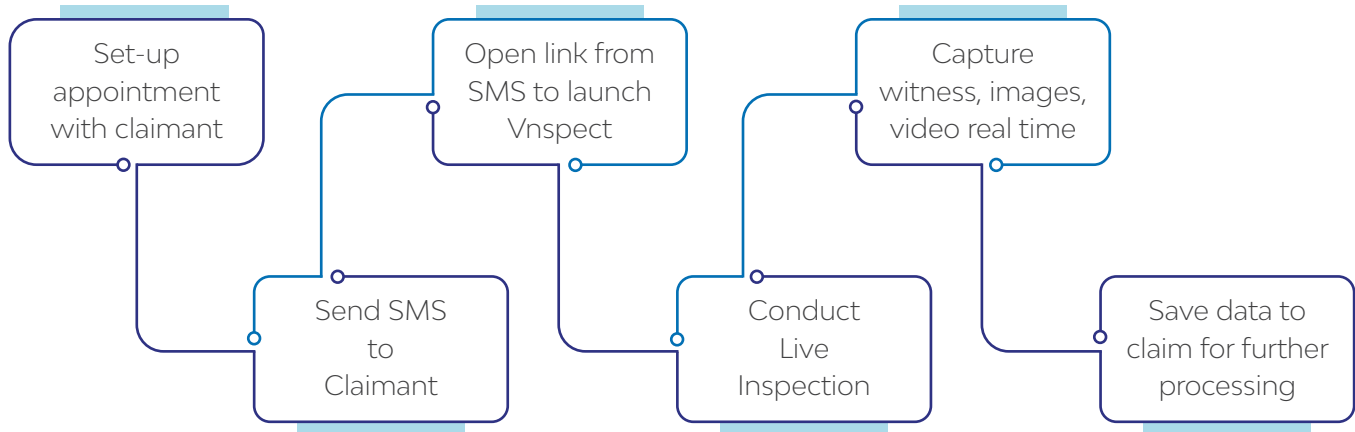 Set-up
appointment
with claimant
Send SMS
to
Claimant
Open link from
SMS to launch
Vnspect
Conduct
Live
Inspection
Capture
witness, images,
video real time
Save data to
claim for further
processing